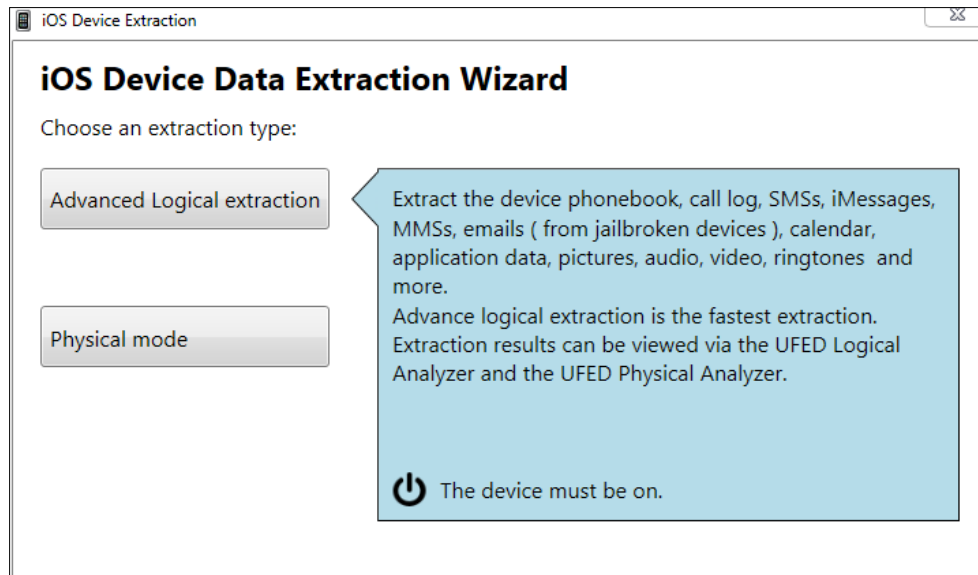 iOS Device Extraction
iOS Device Data Extraction Wizard
Choose an extraction type:
Advanced Logical extraction
Extract the device phonebook, call log, SMSs, iMessages,
MMSs, emails ( from jailbroken devices ), calendar,
application data, pictures, audio, video, ringtones and
more.
Advance logical extraction is the fastest extraction.
Extraction results can be viewed via the UFED Logical
Analyzer and the UFED Physical Analyzer.
The device must be on.
Physical mode